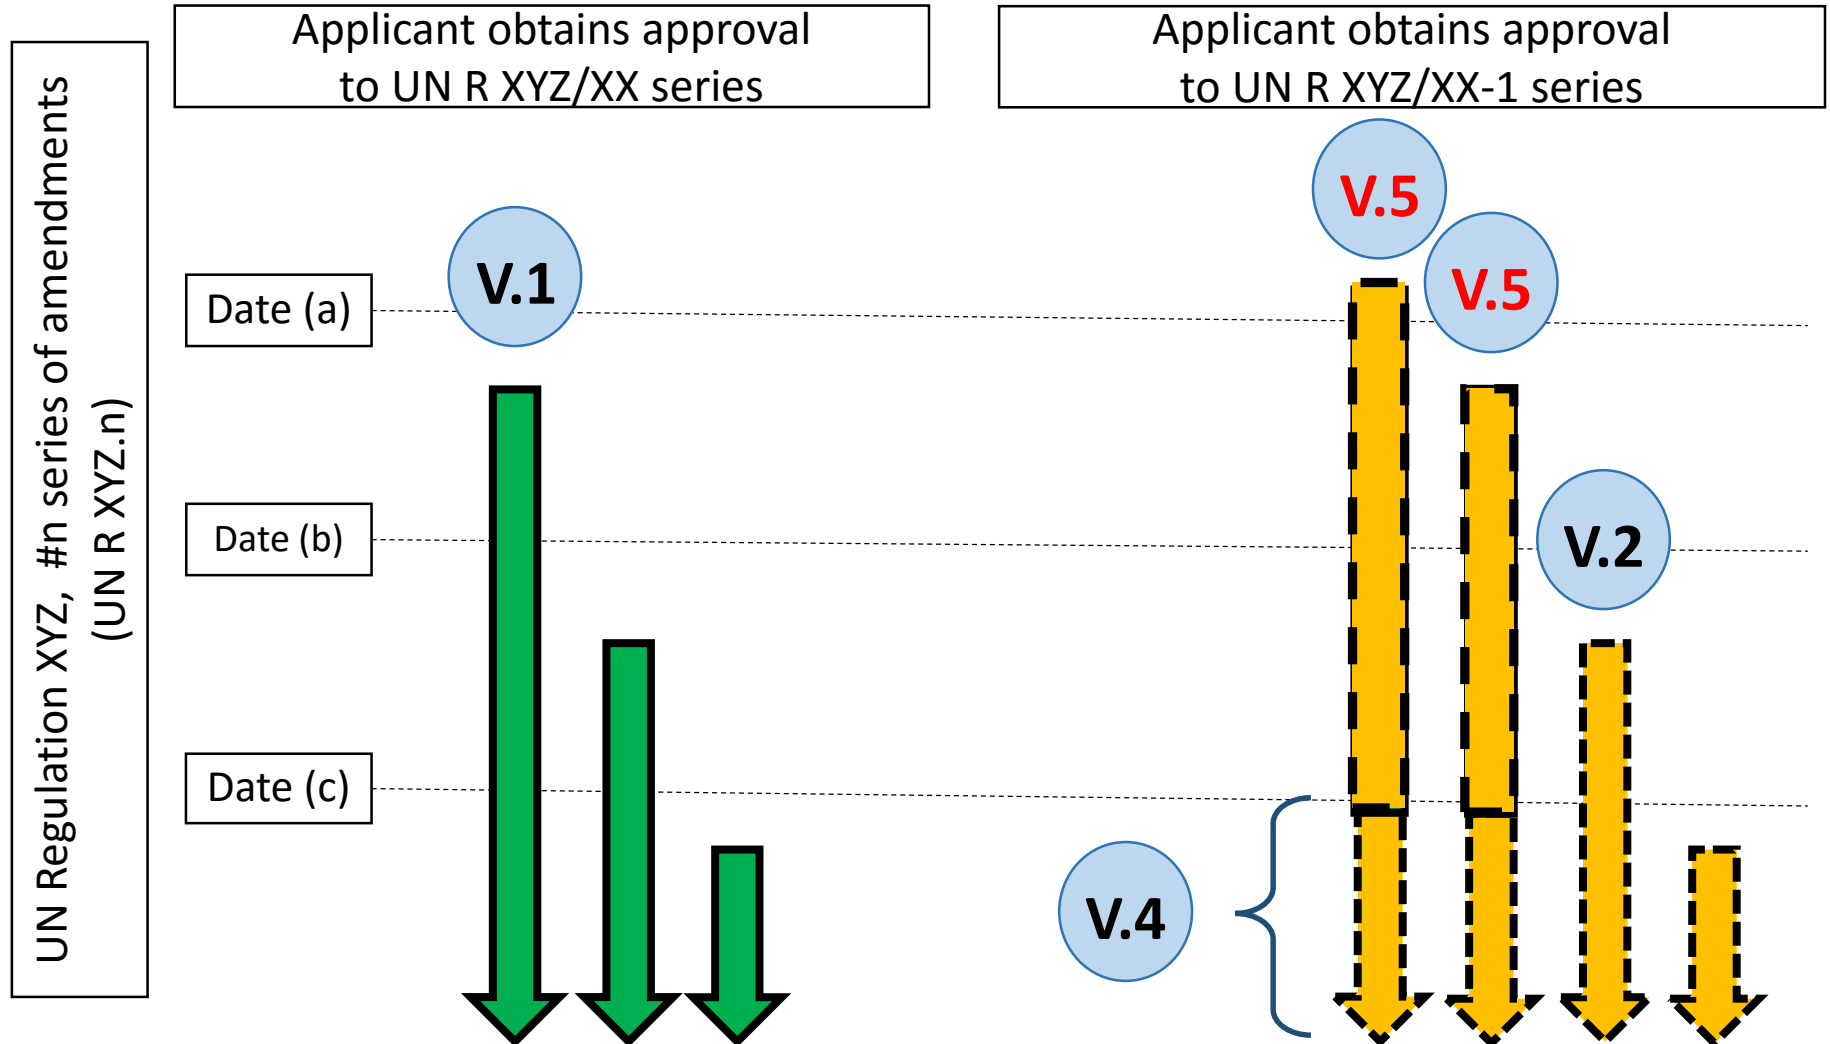 UN Regulation XYZ, #n series of amendments
(UN R XYZ.n)
Applicant obtains approval
to UN R XYZ/XX series
Applicant obtains approval
to UN R XYZ/XX-1 series
V.5
V.1
V.5
Date (a)
Date (b)
V.2
Date (c)
V.4